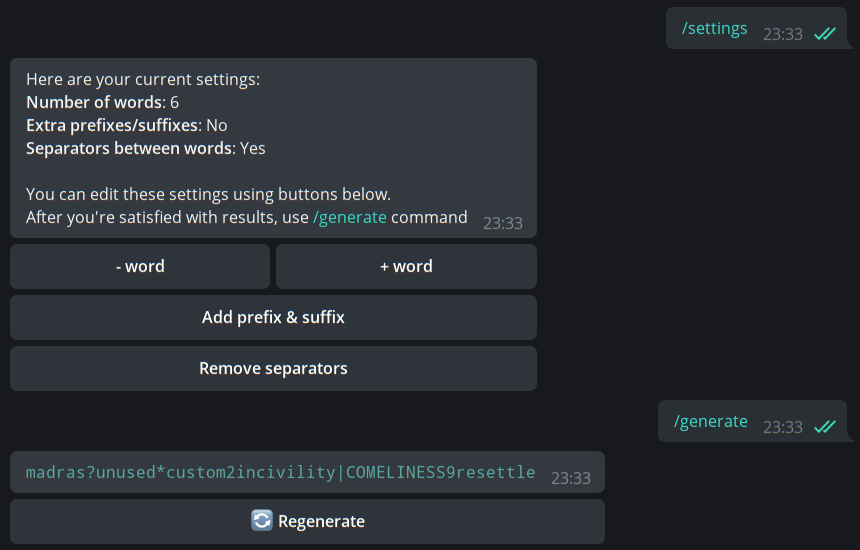 /settings 23:33
Here are your current settings:
Number of words: 6
Extra prefixes/suffixes: No
Separators between words: Yes
You can edit these settings using buttons below.
After you're satisfied with results, use /generate command 23:33
- word
+ word
Add prefix & suffix
Remove separators
/generate 23:33
madras?unused*custom2incivility|COMELINESS9resettle 23:33
Regenerate